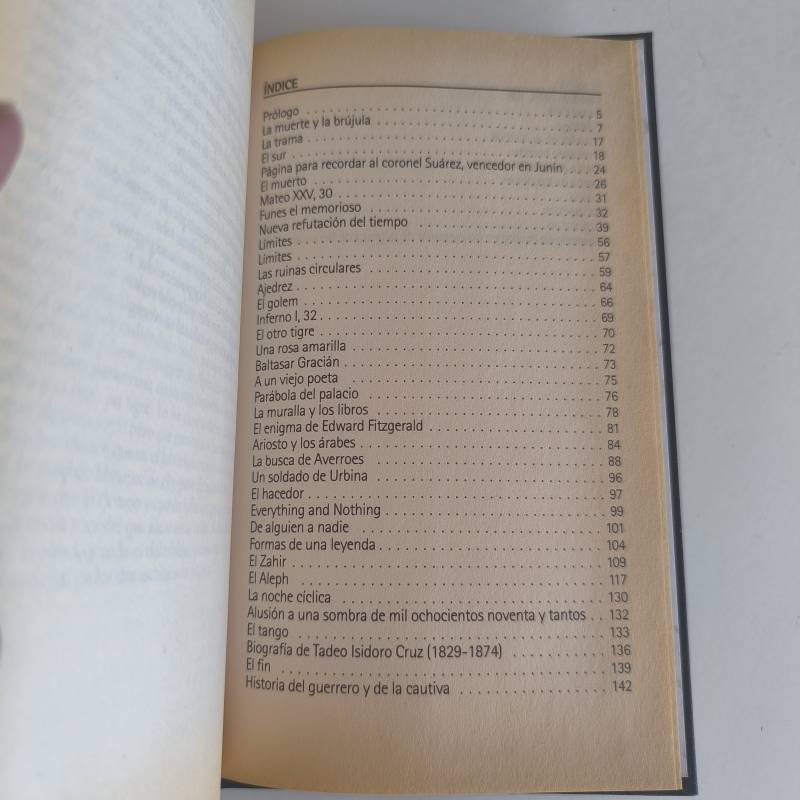 ÍNDICE
Prólogo . . . . . . . . . . . . . . . . . . . . . . . . . . . . 5
La muerte y la brújula . . . . . . . . . . . . . . . . . . . . 7
La trama . . . . . . . . . . . . . . . . . . . . . . . . . . . 17
El sur . . . . . . . . . . . . . . . . . . . . . . . . . . . . 18
Página para recordar al coronel Suárez, vencedor en Junín . . . 24
El muerto . . . . . . . . . . . . . . . . . . . . . . . . . . . 26
Mateo XXV, 30 . . . . . . . . . . . . . . . . . . . . . . . . . 31
Funes el memorioso . . . . . . . . . . . . . . . . . . . . . . 32
Nueva refutación del tiempo . . . . . . . . . . . . . . . . . . 39
Límites . . . . . . . . . . . . . . . . . . . . . . . . . . . . 56
Límites . . . . . . . . . . . . . . . . . . . . . . . . . . . . 57
Las ruinas circulares . . . . . . . . . . . . . . . . . . . . . 59
Ajedrez . . . . . . . . . . . . . . . . . . . . . . . . . . . . 64
El golem . . . . . . . . . . . . . . . . . . . . . . . . . . . 66
Inferno I, 32 . . . . . . . . . . . . . . . . . . . . . . . . . 69
El otro tigre . . . . . . . . . . . . . . . . . . . . . . . . . 70
Una rosa amarilla . . . . . . . . . . . . . . . . . . . . . . . 72
Baltasar Gracián . . . . . . . . . . . . . . . . . . . . . . . 73
A un viejo poeta . . . . . . . . . . . . . . . . . . . . . . . 75
Parábola del palacio . . . . . . . . . . . . . . . . . . . . . 76
La muralla y los libros . . . . . . . . . . . . . . . . . . . . 78
El enigma de Edward Fitzgerald . . . . . . . . . . . . . . . . 81
Ariosto y los árabes . . . . . . . . . . . . . . . . . . . . . 84
La busca de Averroes . . . . . . . . . . . . . . . . . . . . . 88
Un soldado de Urbina . . . . . . . . . . . . . . . . . . . . . 96
El hacedor . . . . . . . . . . . . . . . . . . . . . . . . . . 97
Everything and Nothing . . . . . . . . . . . . . . . . . . . . 99
De alguien a nadie . . . . . . . . . . . . . . . . . . . . . . 101
Formas de una leyenda . . . . . . . . . . . . . . . . . . . . . 104
El Zahir . . . . . . . . . . . . . . . . . . . . . . . . . . . 109
El Aleph . . . . . . . . . . . . . . . . . . . . . . . . . . . 117
La noche cíclica . . . . . . . . . . . . . . . . . . . . . . . 130
Alusión a una sombra de mil ochocientos noventa y tantos . . 132
El tango . . . . . . . . . . . . . . . . . . . . . . . . . . . 133
Biografía de Tadeo Isidoro Cruz (1829-1874) . . . . . . . . . . 136
El fin . . . . . . . . . . . . . . . . . . . . . . . . . . . . 139
Historia del guerrero y de la cautiva . . . . . . . . . . . . . 142